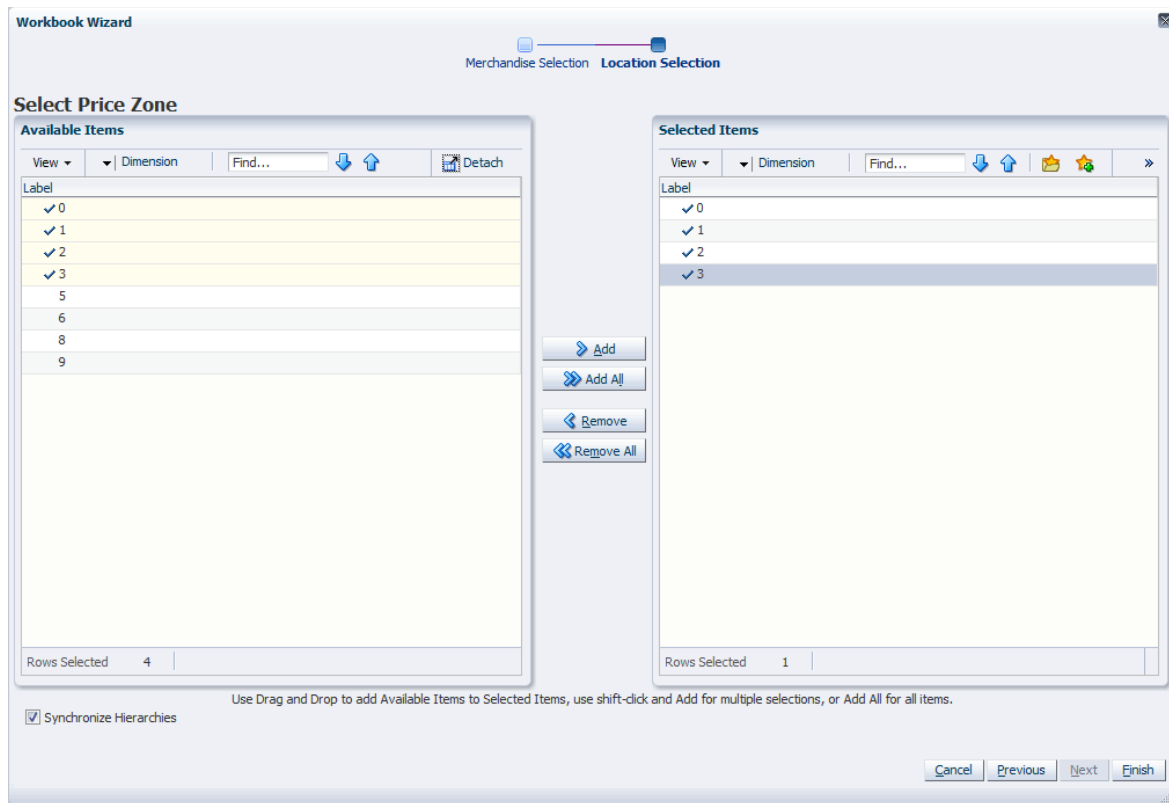 Workbook Wizard
Merchandise Selection Location Selection
Select Price Zone
Available Items
View Dimension Find... Detach
Label
0
1
2
3
5
6
8
9
Rows Selected 4
Add
Add All
Remove
Remove All
Selected Items
View Dimension Find... »
Label
0
1
2
3
Rows Selected 1
Use Drag and Drop to add Available Items to Selected Items, use shift-click and Add for multiple selections, or Add All for all items.
Synchronize Hierarchies
Cancel Previous Next Finish